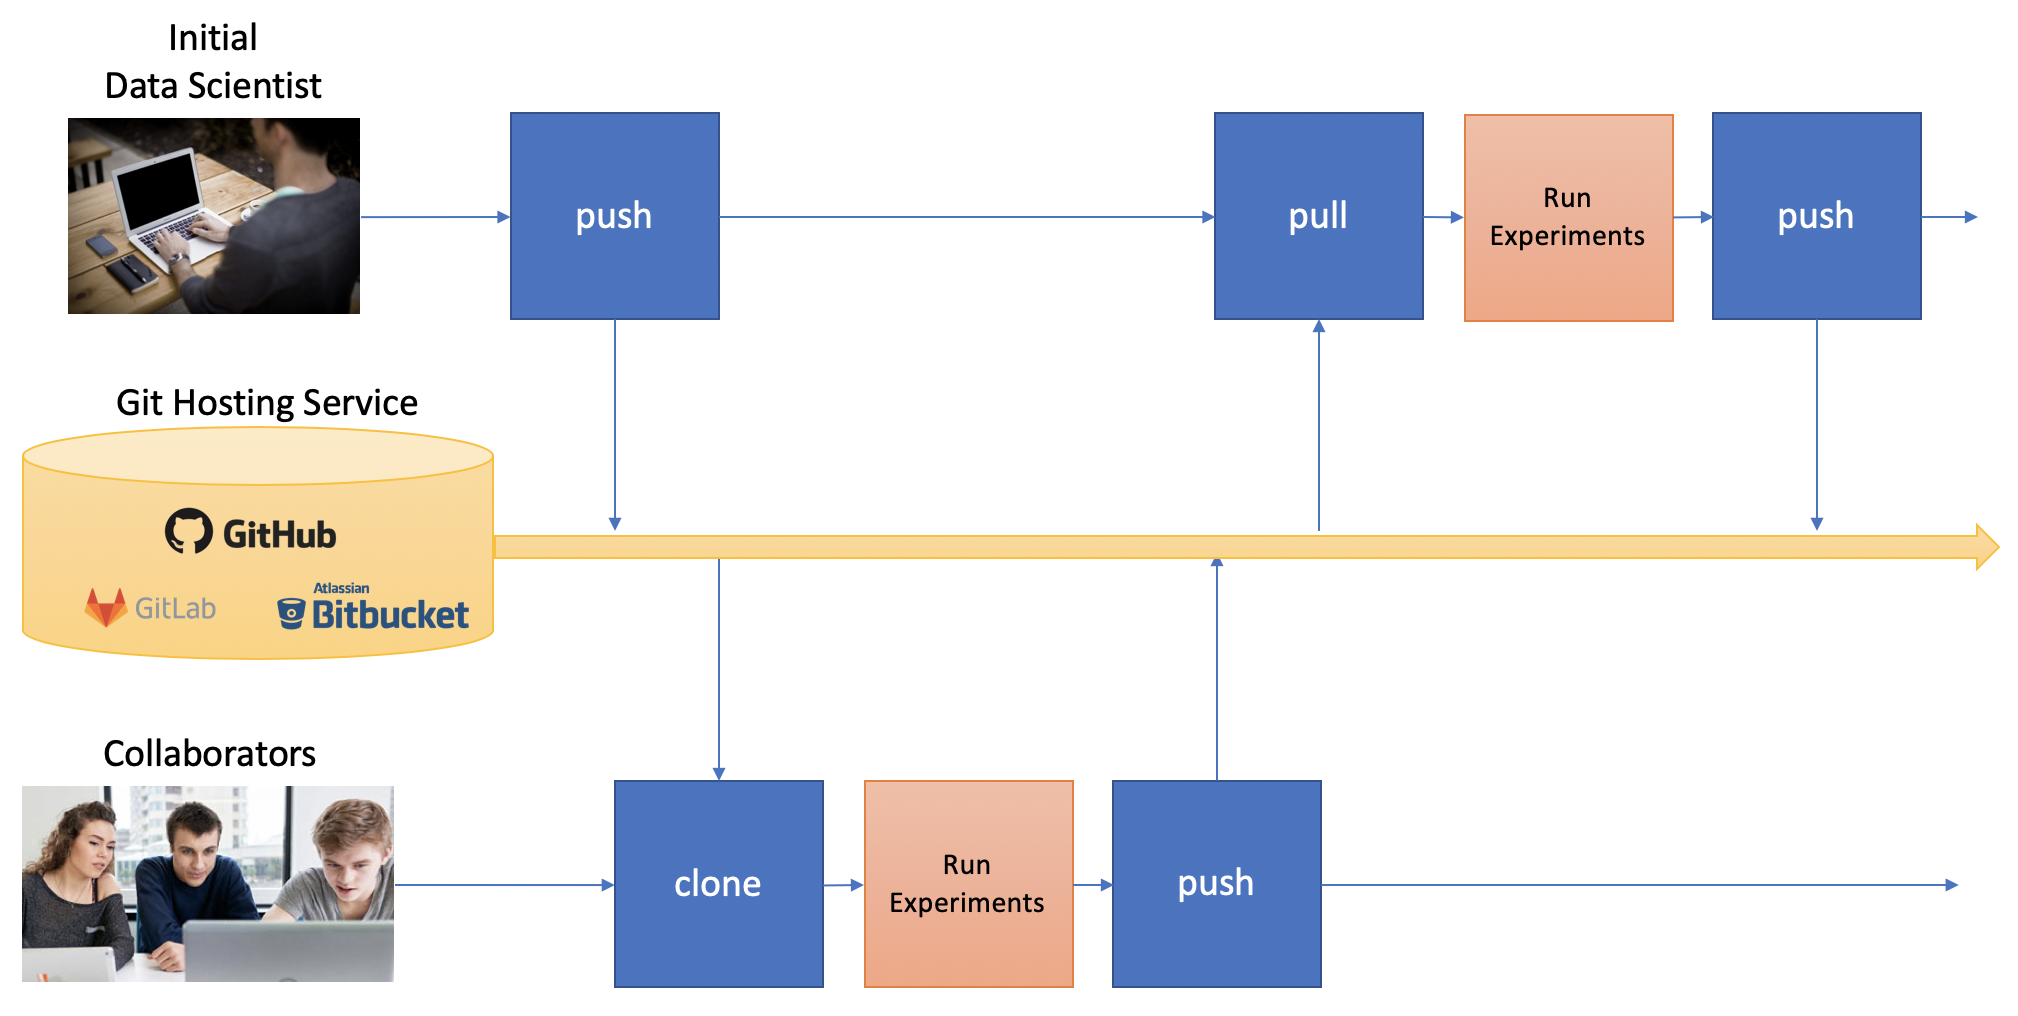 Initial
Data Scientist
push
pull
Run
Experiments
push
Git Hosting Service
GitHub
GitLab
Atlassian
Bitbucket
Collaborators
clone
Run
Experiments
push